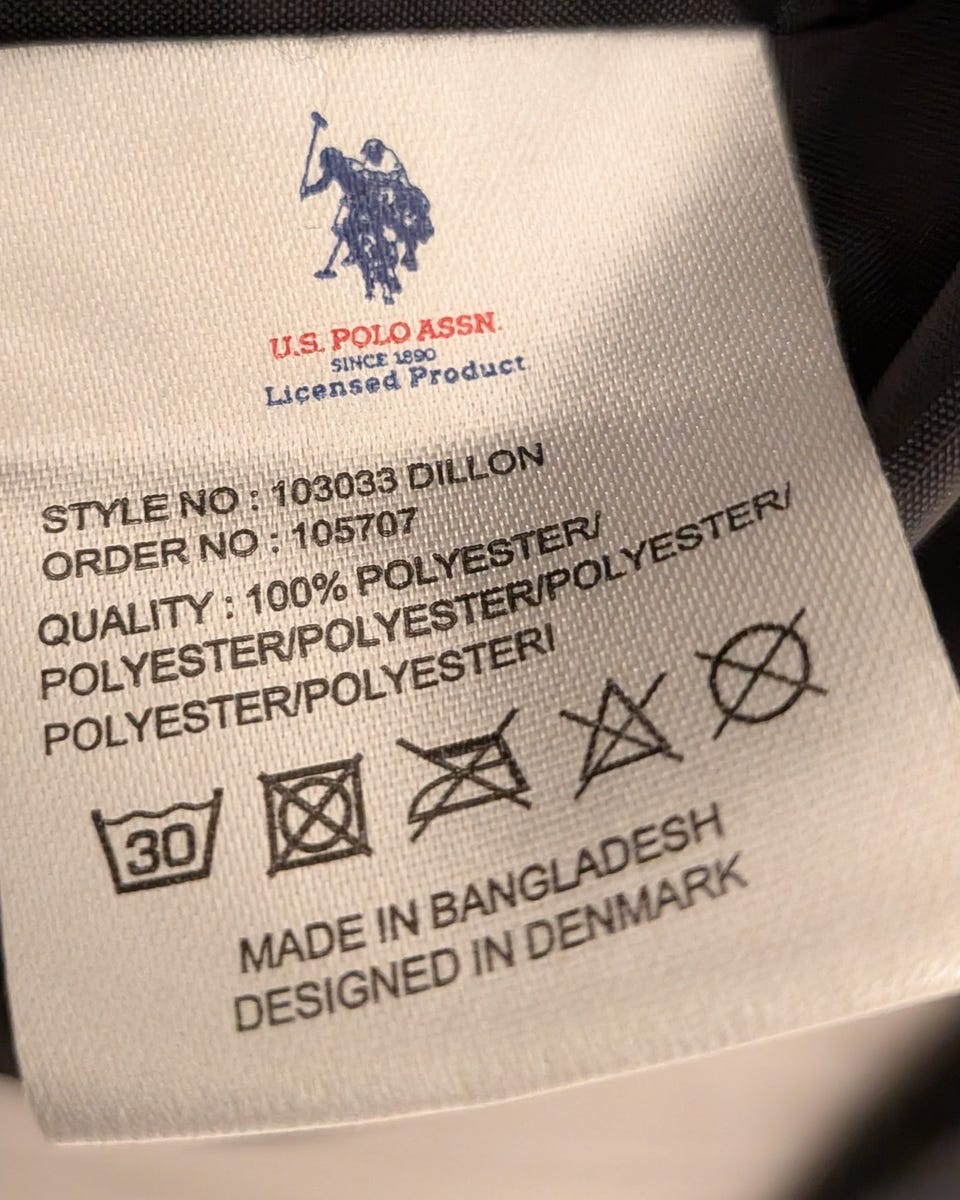 U.S. POLO ASSN.
SINCE 1890
Licensed Product
STYLE NO : 103033 DILLON
ORDER NO : 105707
QUALITY : 100% POLYESTER/
POLYESTER/POLYESTER/POLYESTER/
POLYESTER/POLYESTERI
30
MADE IN BANGLADESH
DESIGNED IN DENMARK